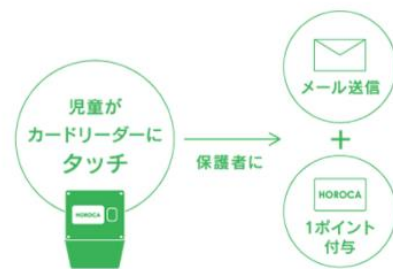 児童が
カードリーダーに
タッチ
HOROCA
保護者に
メール送信
+
HOROCA
1ポイント
付与